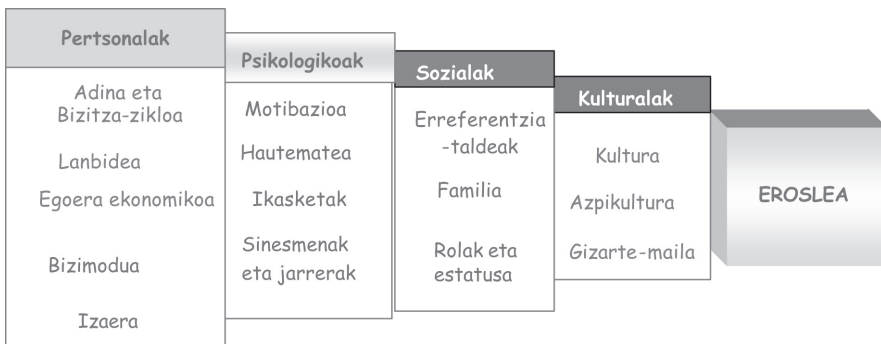 Pertsonalak
Adina eta
Bizitza-zikloa
Lanbidea
Egoera ekonomikoa
Bizimodua
Izaera
Psikologikoak
Motibazioa
Hautematea
Ikasketak
Sinesmenak
eta jarrerak
Sozialak
Erreferentzia
-taldeak
Familia
Rolak eta
estatusa
Kulturalak
Kultura
Azpikultura
Gizarte-maila
EROSLEA